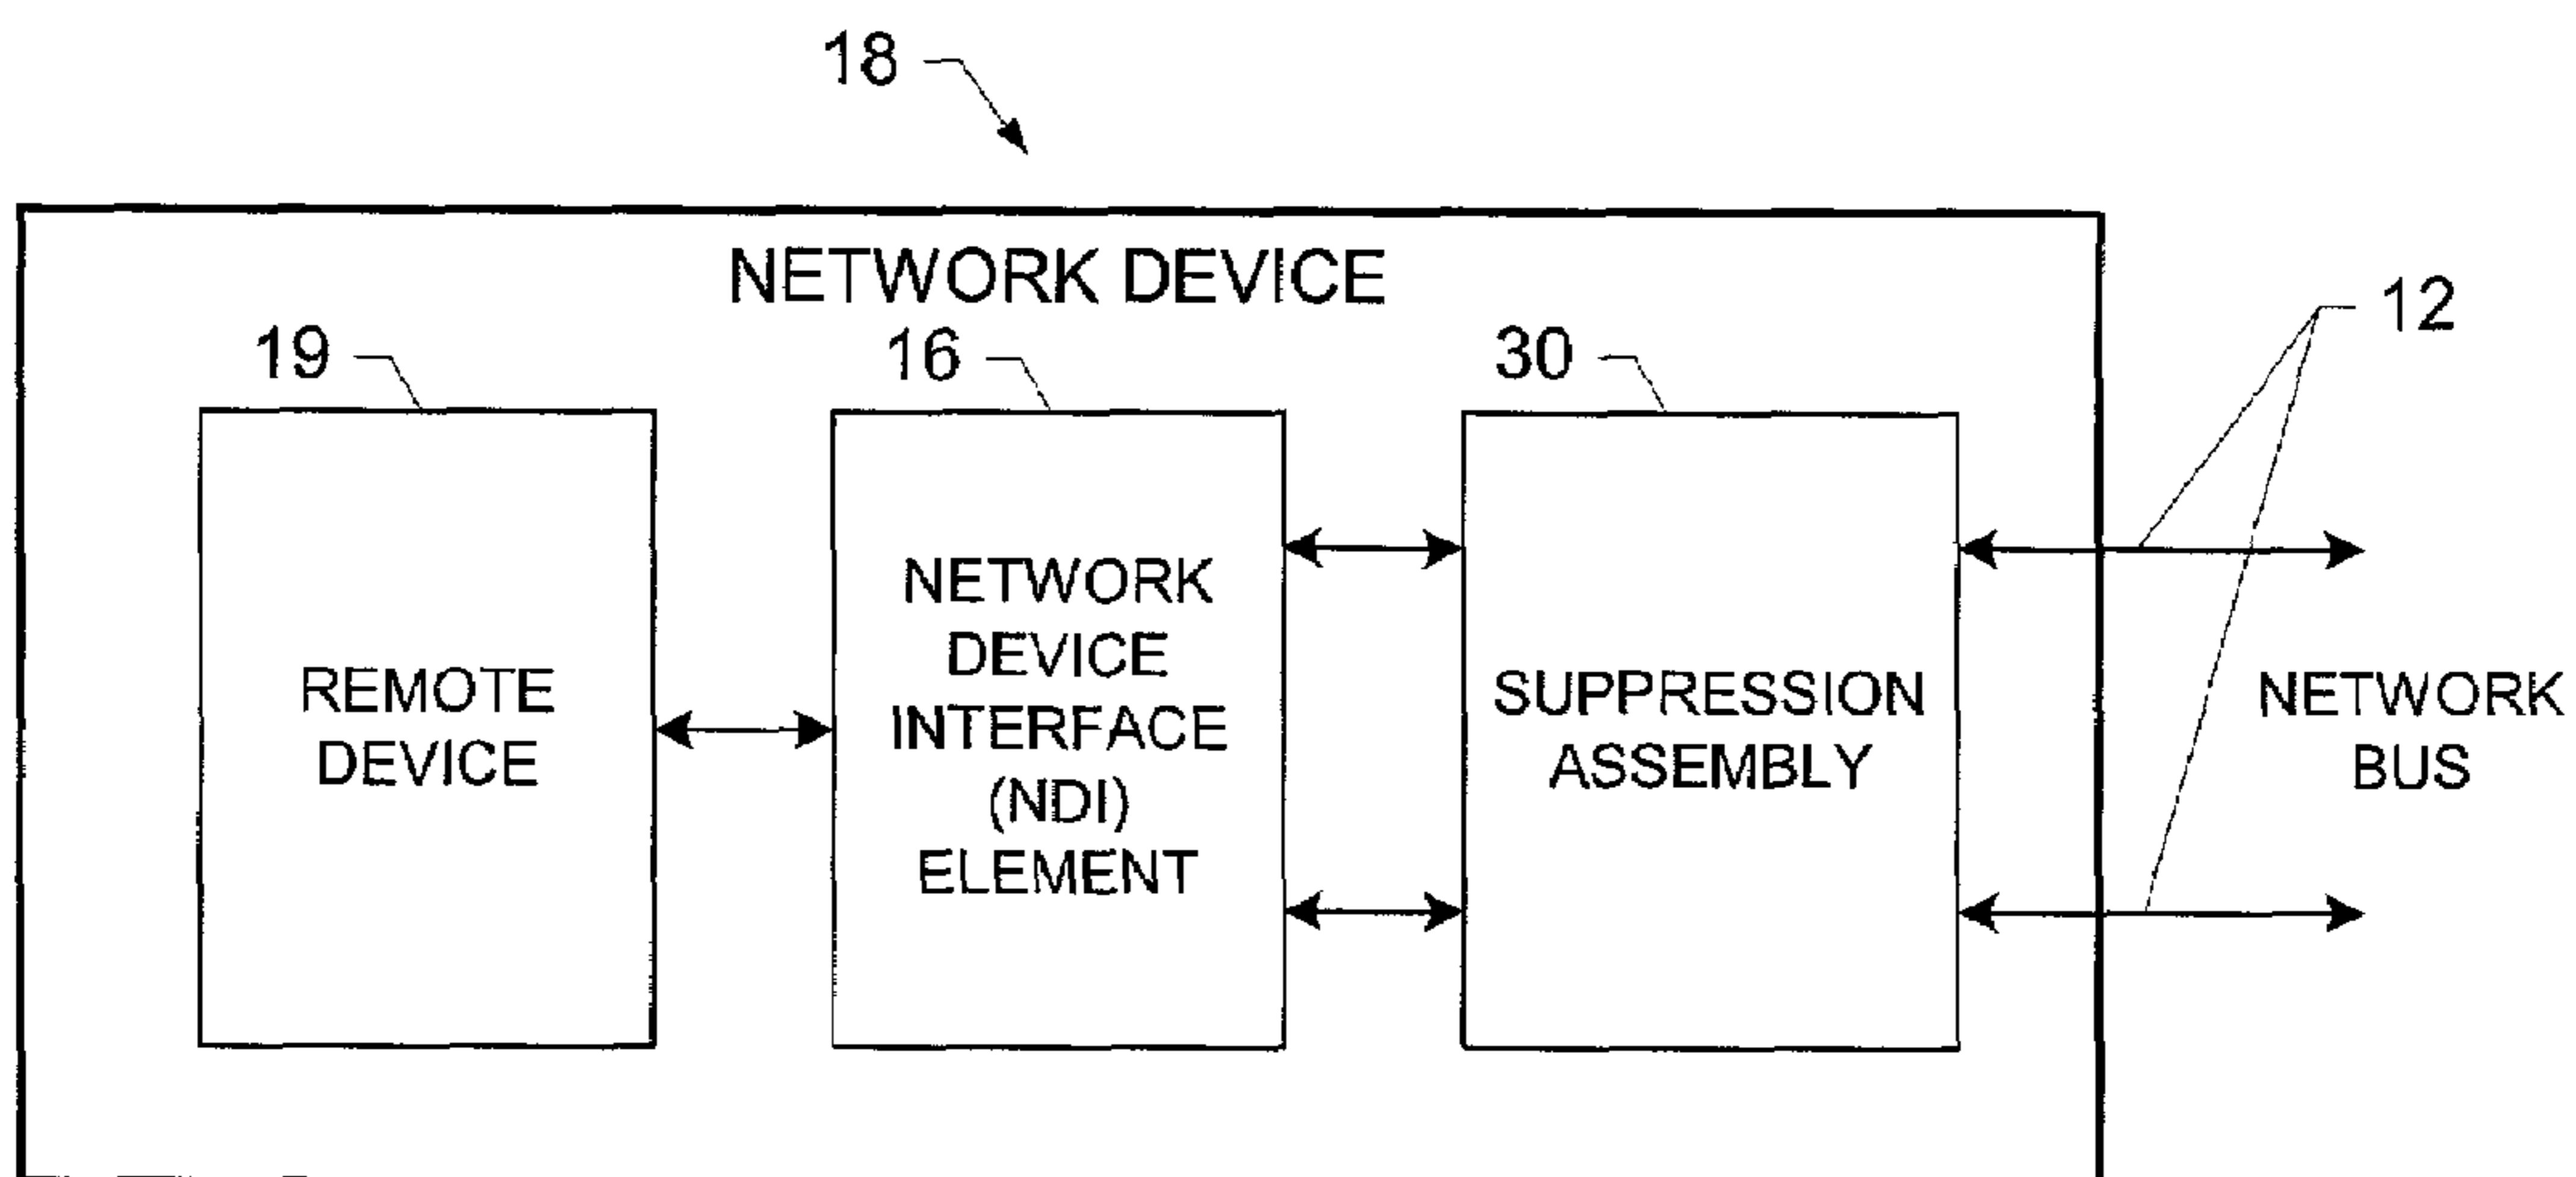 18
NETWORK DEVICE
12
19
16
30
REMOTE
DEVICE
NETWORK
DEVICE
INTERFACE
(NDI)
ELEMENT
SUPPRESSION
ASSEMBLY
NETWORK
BUS